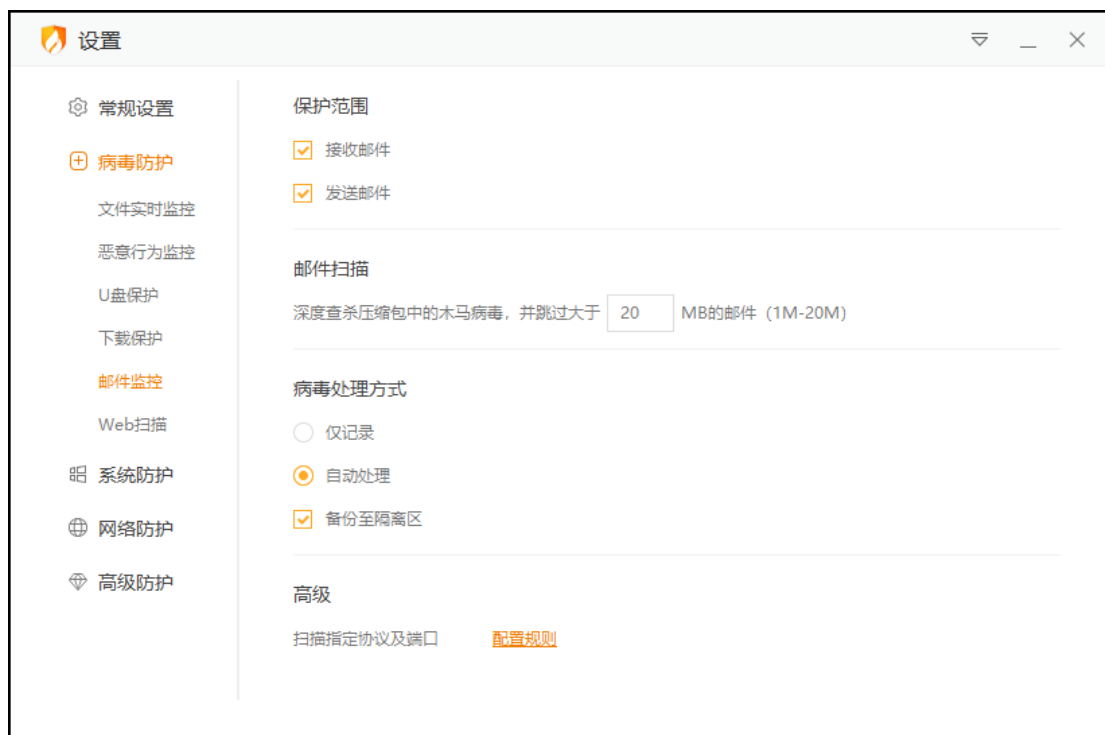 设置
常规设置
病毒防护
文件实时监控
恶意行为监控
U盘保护
下载保护
邮件监控
Web扫描
系统防护
网络防护
高级防护
保护范围
接收邮件
发送邮件
邮件扫描
深度查杀压缩包中的木马病毒，并跳过大于 20 MB的邮件（1M-20M）
病毒处理方式
仅记录
自动处理
备份至隔离区
高级
扫描指定协议及端口 配置规则